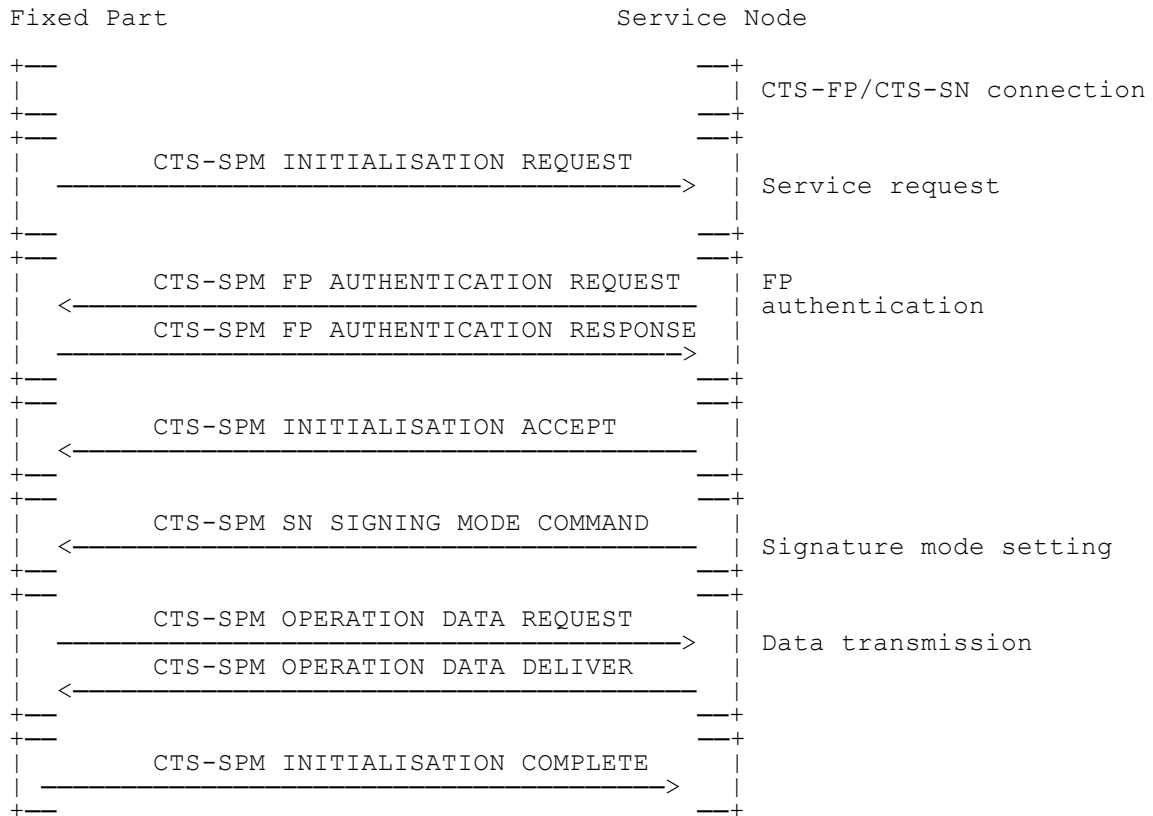 Fixed Part Service Node
CTS-FP/CTS-SN connection
CTS-SPM INITIALISATION REQUEST
Service request
CTS-SPM FP AUTHENTICATION REQUEST FP
authentication
CTS-SPM FP AUTHENTICATION RESPONSE
CTS-SPM INITIALISATION ACCEPT
CTS-SPM SN SIGNING MODE COMMAND
Signature mode setting
CTS-SPM OPERATION DATA REQUEST
Data transmission
CTS-SPM OPERATION DATA DELIVER
CTS-SPM INITIALISATION COMPLETE